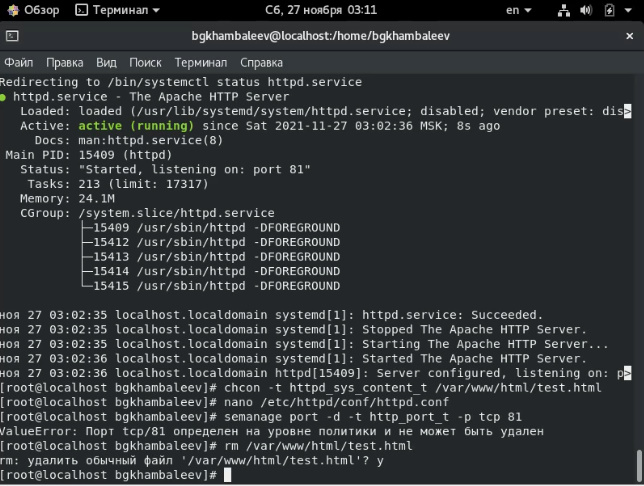 Обзор Терминал Сб, 27 ноября 03:11 en
bgkhambaleev@localhost:/home/bgkhambaleev
Файл Правка Вид Поиск Терминал Справка
Redirecting to /bin/systemctl status httpd.service
● httpd.service - The Apache HTTP Server
Loaded: loaded (/usr/lib/systemd/system/httpd.service; disabled; vendor preset: dis>
Active: active (running) since Sat 2021-11-27 03:02:36 MSK; 8s ago
Docs: man:httpd.service(8)
Main PID: 15409 (httpd)
Status: "Started, listening on: port 81"
Tasks: 213 (limit: 17317)
Memory: 24.1M
CGroup: /system.slice/httpd.service
├─15409 /usr/sbin/httpd -DFOREGROUND
├─15412 /usr/sbin/httpd -DFOREGROUND
├─15413 /usr/sbin/httpd -DFOREGROUND
├─15414 /usr/sbin/httpd -DFOREGROUND
└─15415 /usr/sbin/httpd -DFOREGROUND
ноя 27 03:02:35 localhost.localdomain systemd[1]: httpd.service: Succeeded.
ноя 27 03:02:35 localhost.localdomain systemd[1]: Stopped The Apache HTTP Server.
ноя 27 03:02:35 localhost.localdomain systemd[1]: Starting The Apache HTTP Server...
ноя 27 03:02:36 localhost.localdomain systemd[1]: Started The Apache HTTP Server.
ноя 27 03:02:36 localhost.localdomain httpd[15409]: Server configured, listening on: p>
[root@localhost bgkhambaleev]# chcon -t httpd_sys_content_t /var/www/html/test.html
[root@localhost bgkhambaleev]# nano /etc/httpd/conf/httpd.conf
[root@localhost bgkhambaleev]# semanage port -d -t http_port_t -p tcp 81
ValueError: Порт tcp/81 определен на уровне политики и не может быть удален
[root@localhost bgkhambaleev]# rm /var/www/html/test.html
rm: удалить обычный файл '/var/www/html/test.html'? y
[root@localhost bgkhambaleev]#